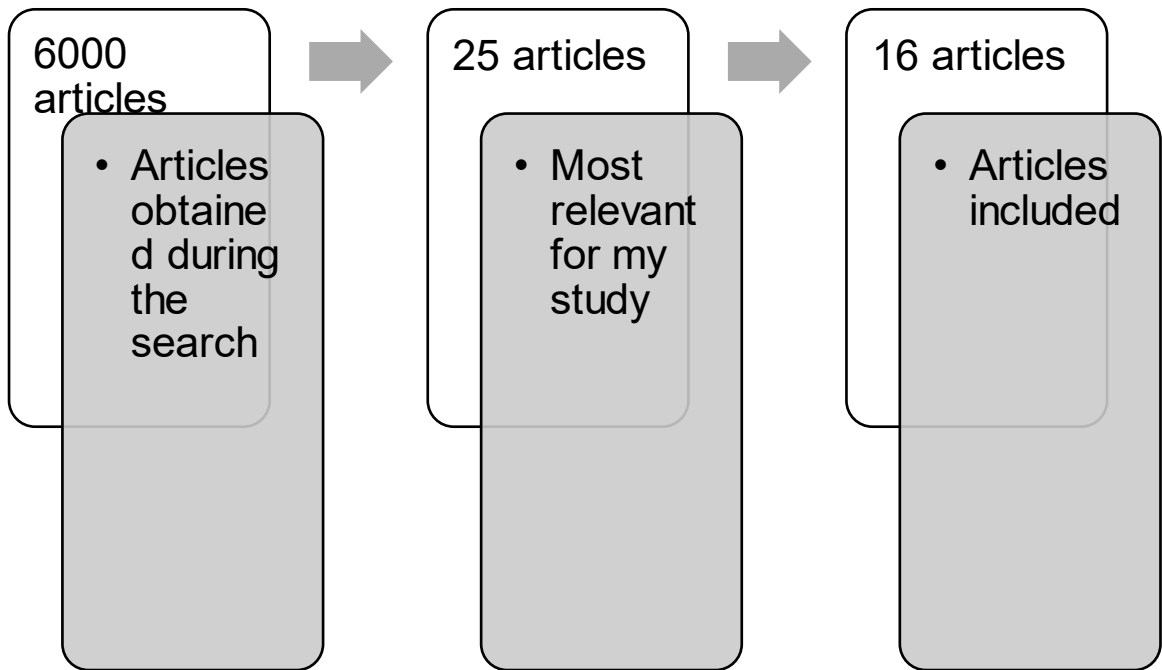 6000
articles
• Articles
obtaine
d during
the
search
25 articles
• Most
relevant
for my
study
16 articles
• Articles
included